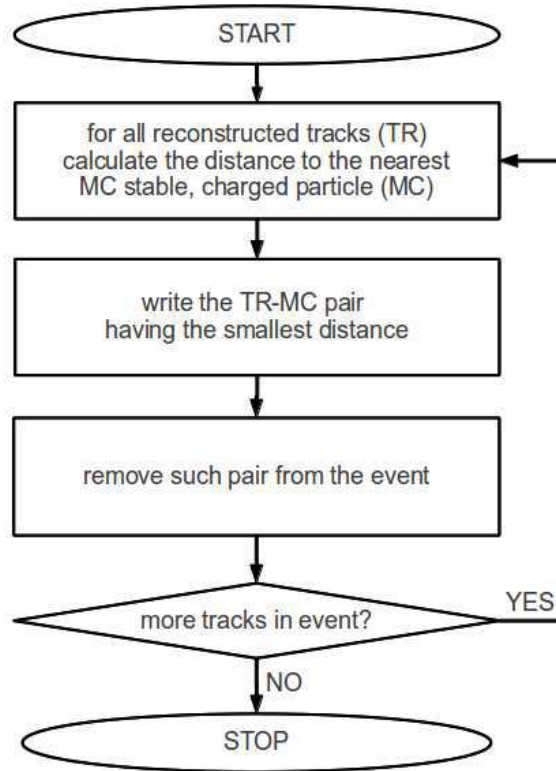 START
for all reconstructed tracks (TR)
calculate the distance to the nearest
MC stable, charged particle (MC)
write the TR-MC pair
having the smallest distance
remove such pair from the event
more tracks in event?
YES
NO
STOP